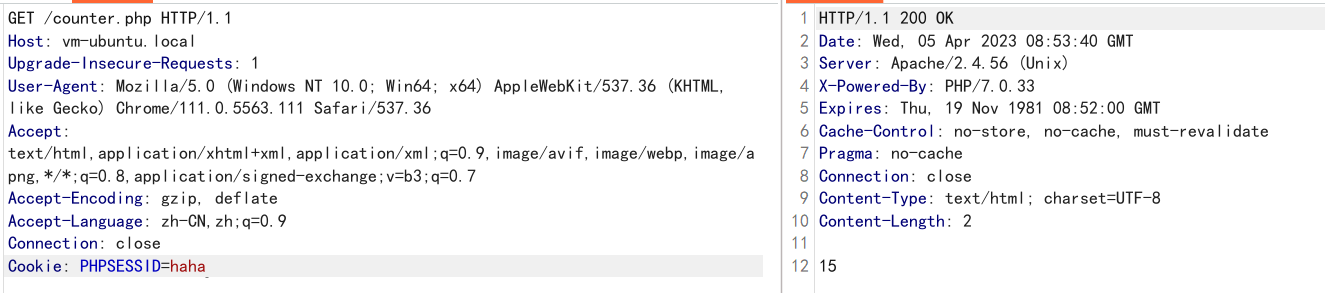 GET /counter.php HTTP/1.1
Host: vm-ubuntu.local
Upgrade-Insecure-Requests: 1
User-Agent: Mozilla/5.0 (Windows NT 10.0; Win64; x64) AppleWebKit/537.36 (KHTML,
like Gecko) Chrome/111.0.5563.111 Safari/537.36
Accept:
text/html,application/xhtml+xml,application/xml;q=0.9,image/avif,image/webp,image/a
png,*/*;q=0.8,application/signed-exchange;v=b3;q=0.7
Accept-Encoding: gzip, deflate
Accept-Language: zh-CN,zh;q=0.9
Connection: close
Cookie: PHPSESSID=haha
1 HTTP/1.1 200 OK
2 Date: Wed, 05 Apr 2023 08:53:40 GMT
3 Server: Apache/2.4.56 (Unix)
4 X-Powered-By: PHP/7.0.33
5 Expires: Thu, 19 Nov 1981 08:52:00 GMT
6 Cache-Control: no-store, no-cache, must-revalidate
7 Pragma: no-cache
8 Connection: close
9 Content-Type: text/html; charset=UTF-8
10 Content-Length: 2
11
12 15